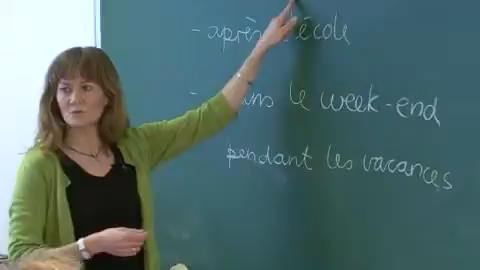 - après l'école
- dans le week-end
pendant les vacances